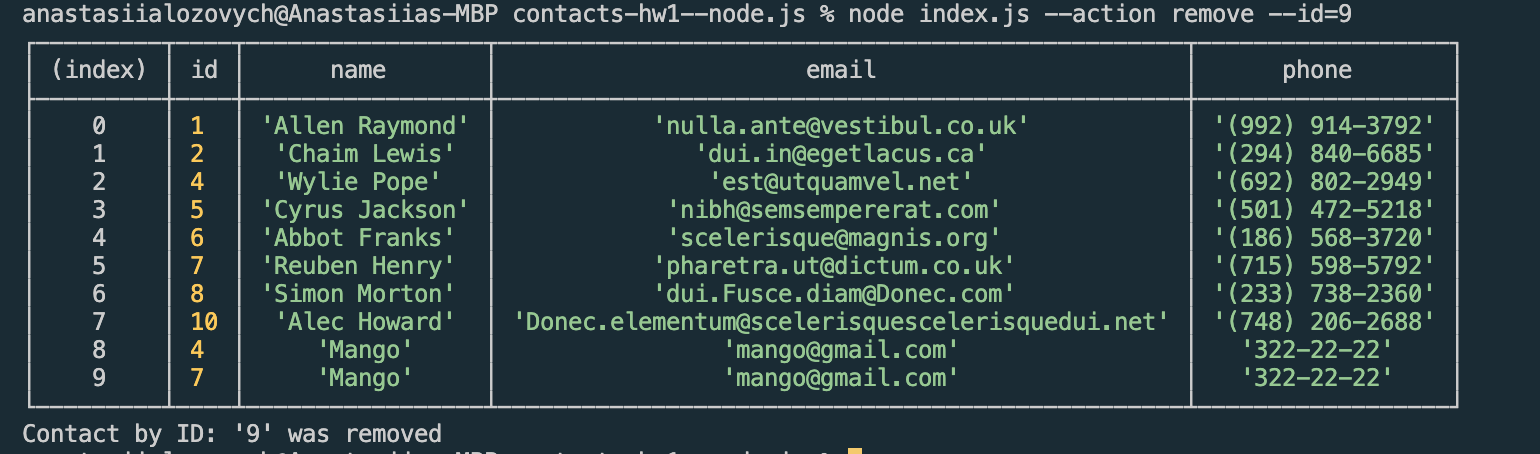 anastasiialozovych@Anastasiias-MBP contacts-hw1--node.js % node index.js --action remove --id=9
(index) id name email phone
0 1 'Allen Raymond' 'nulla.ante@vestibul.co.uk' '(992) 914-3792'
1 2 'Chaim Lewis' 'dui.in@egetlacus.ca' '(294) 840-6685'
2 4 'Wylie Pope' 'est@utquamvel.net' '(692) 802-2949'
3 5 'Cyrus Jackson' 'nibh@semsempererat.com' '(501) 472-5218'
4 6 'Abbot Franks' 'scelerisque@magnis.org' '(186) 568-3720'
5 7 'Reuben Henry' 'pharetra.ut@dictum.co.uk' '(715) 598-5792'
6 8 'Simon Morton' 'dui.Fusce.diam@Donec.com' '(233) 738-2360'
7 10 'Alec Howard' 'Donec.elementum@scelerisquescelerisquedui.net' '(748) 206-2688'
8 4 'Mango' 'mango@gmail.com' '322-22-22'
9 7 'Mango' 'mango@gmail.com' '322-22-22'
Contact by ID: '9' was removed